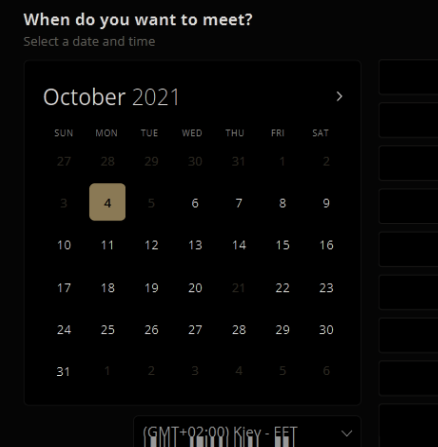 When do you want to meet?
Select a date and time
October 2021 >
SUN MON TUE WED THU FRI SAT
27 28 29 30 31 1 2
3 4 5 6 7 8 9
10 11 12 13 14 15 16
17 18 19 20 21 22 23
24 25 26 27 28 29 30
31 1 2 3 4 5 6
(GMT+02:00) Kiev - EET